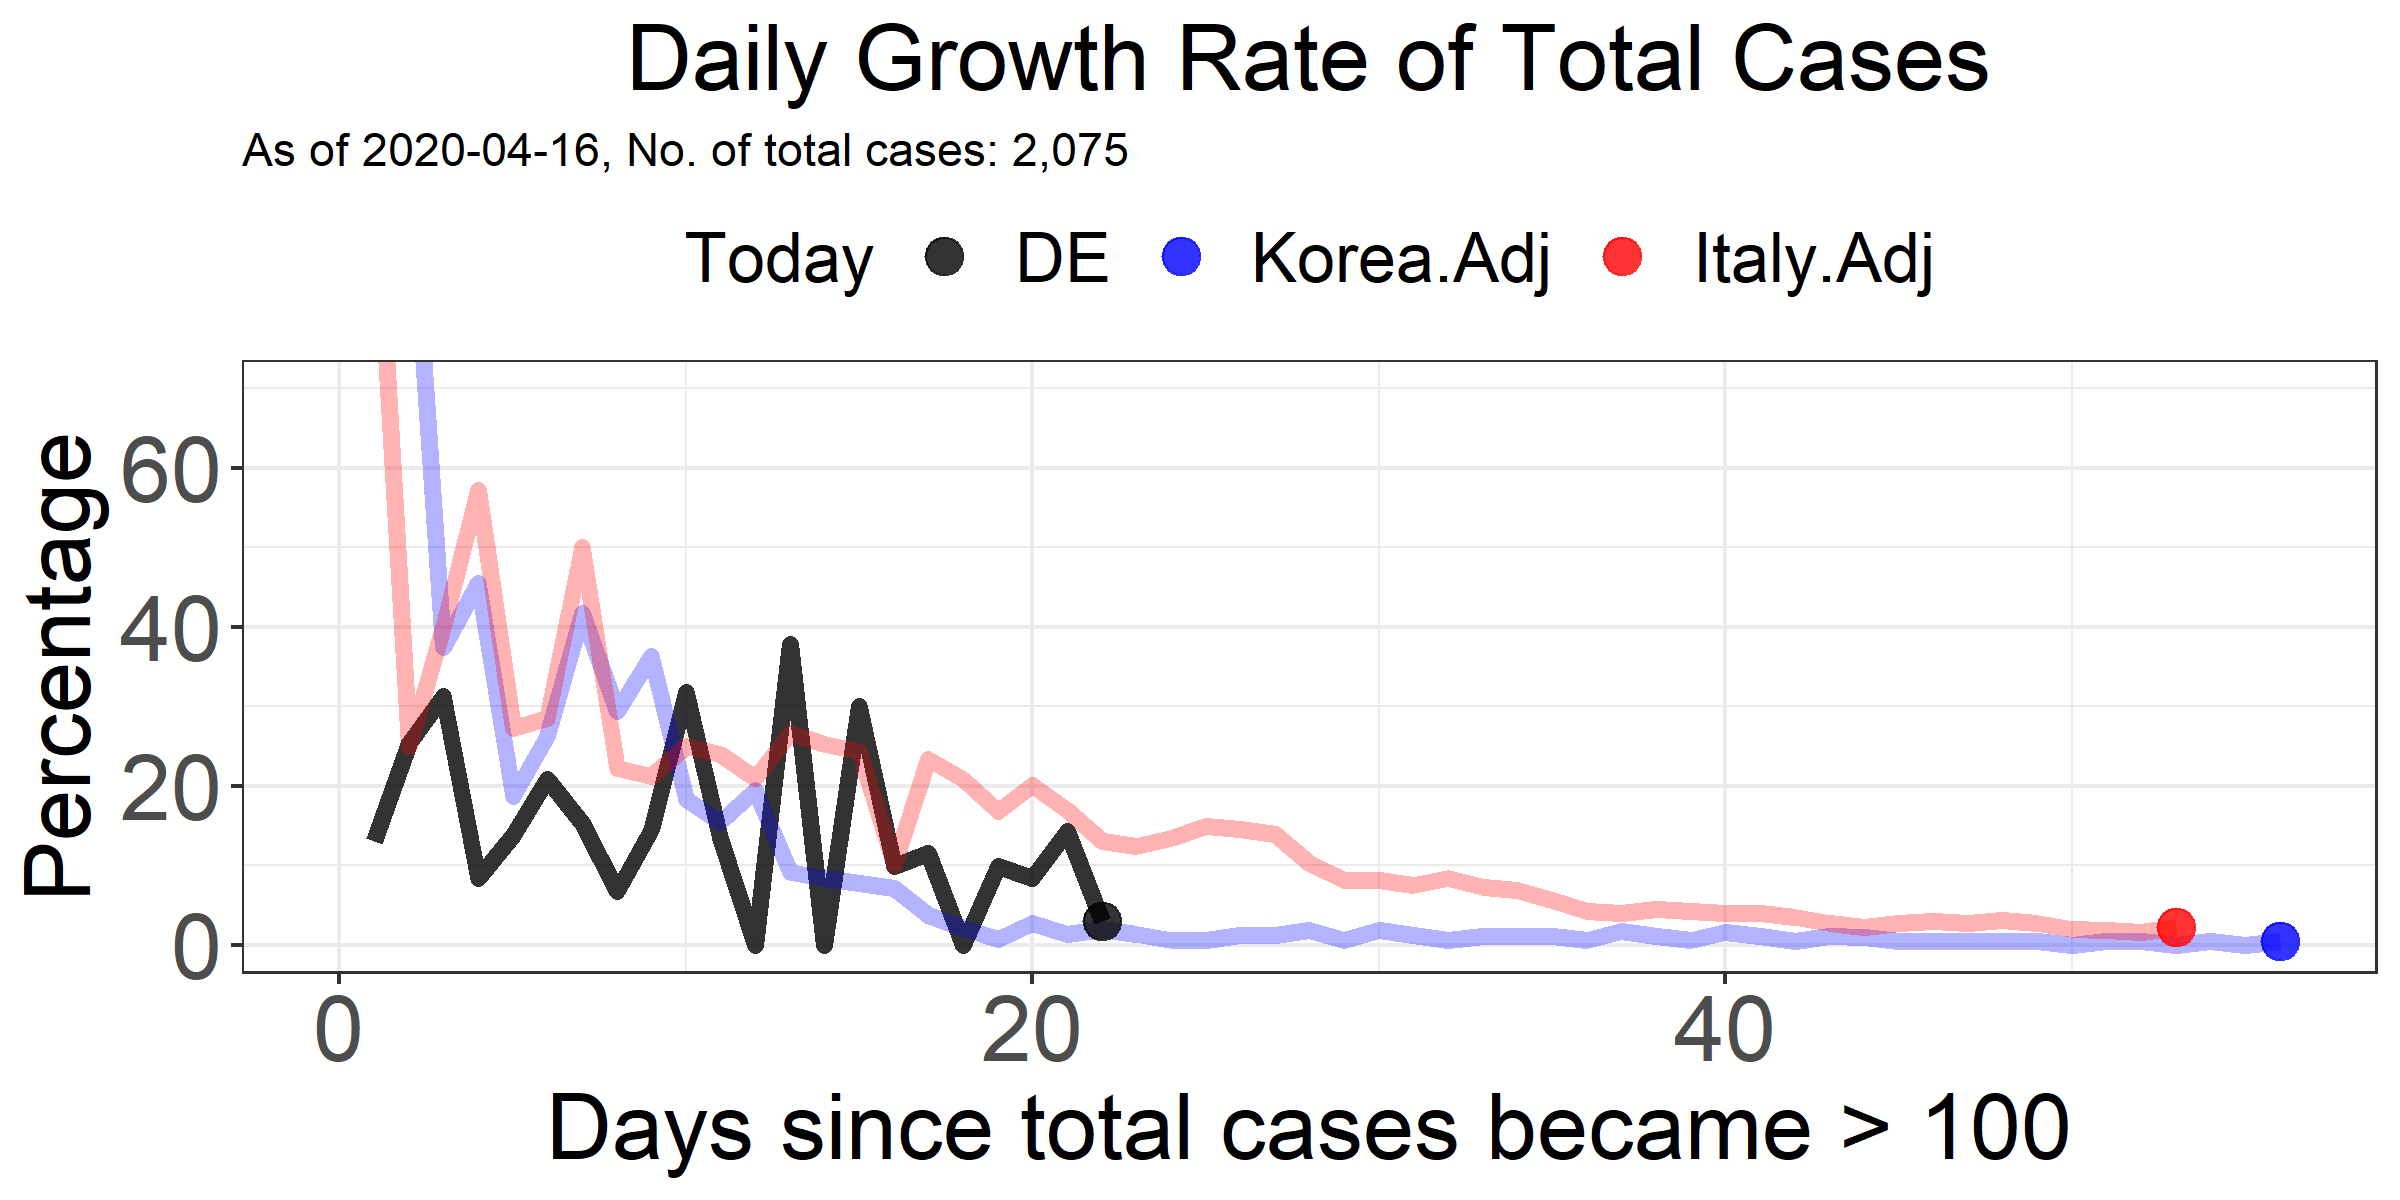 Daily Growth Rate of Total Cases
As of 2020-04-16, No. of total cases: 2,075
Today DE Korea.Adj Italy.Adj
Percentage
60
40
20
0
0 20 40
Days since total cases became > 100